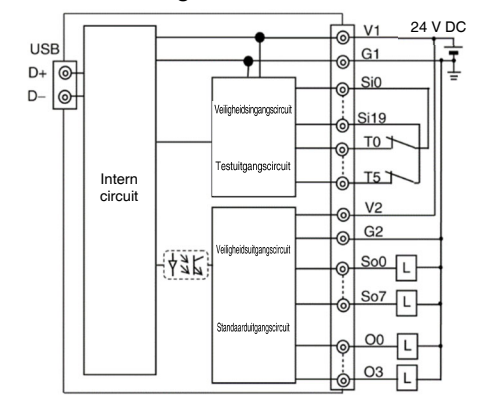 24 V DC
USB
D+
D−
Intern
circuit
Veiligheidsingangscircuit
Testuitgangscircuit
Veiligheidsuitgangscircuit
Standaarduitgangscircuit
V1
G1
Si0
Si19
T0
T5
V2
G2
So0
L
So7
L
O0
L
O3
L